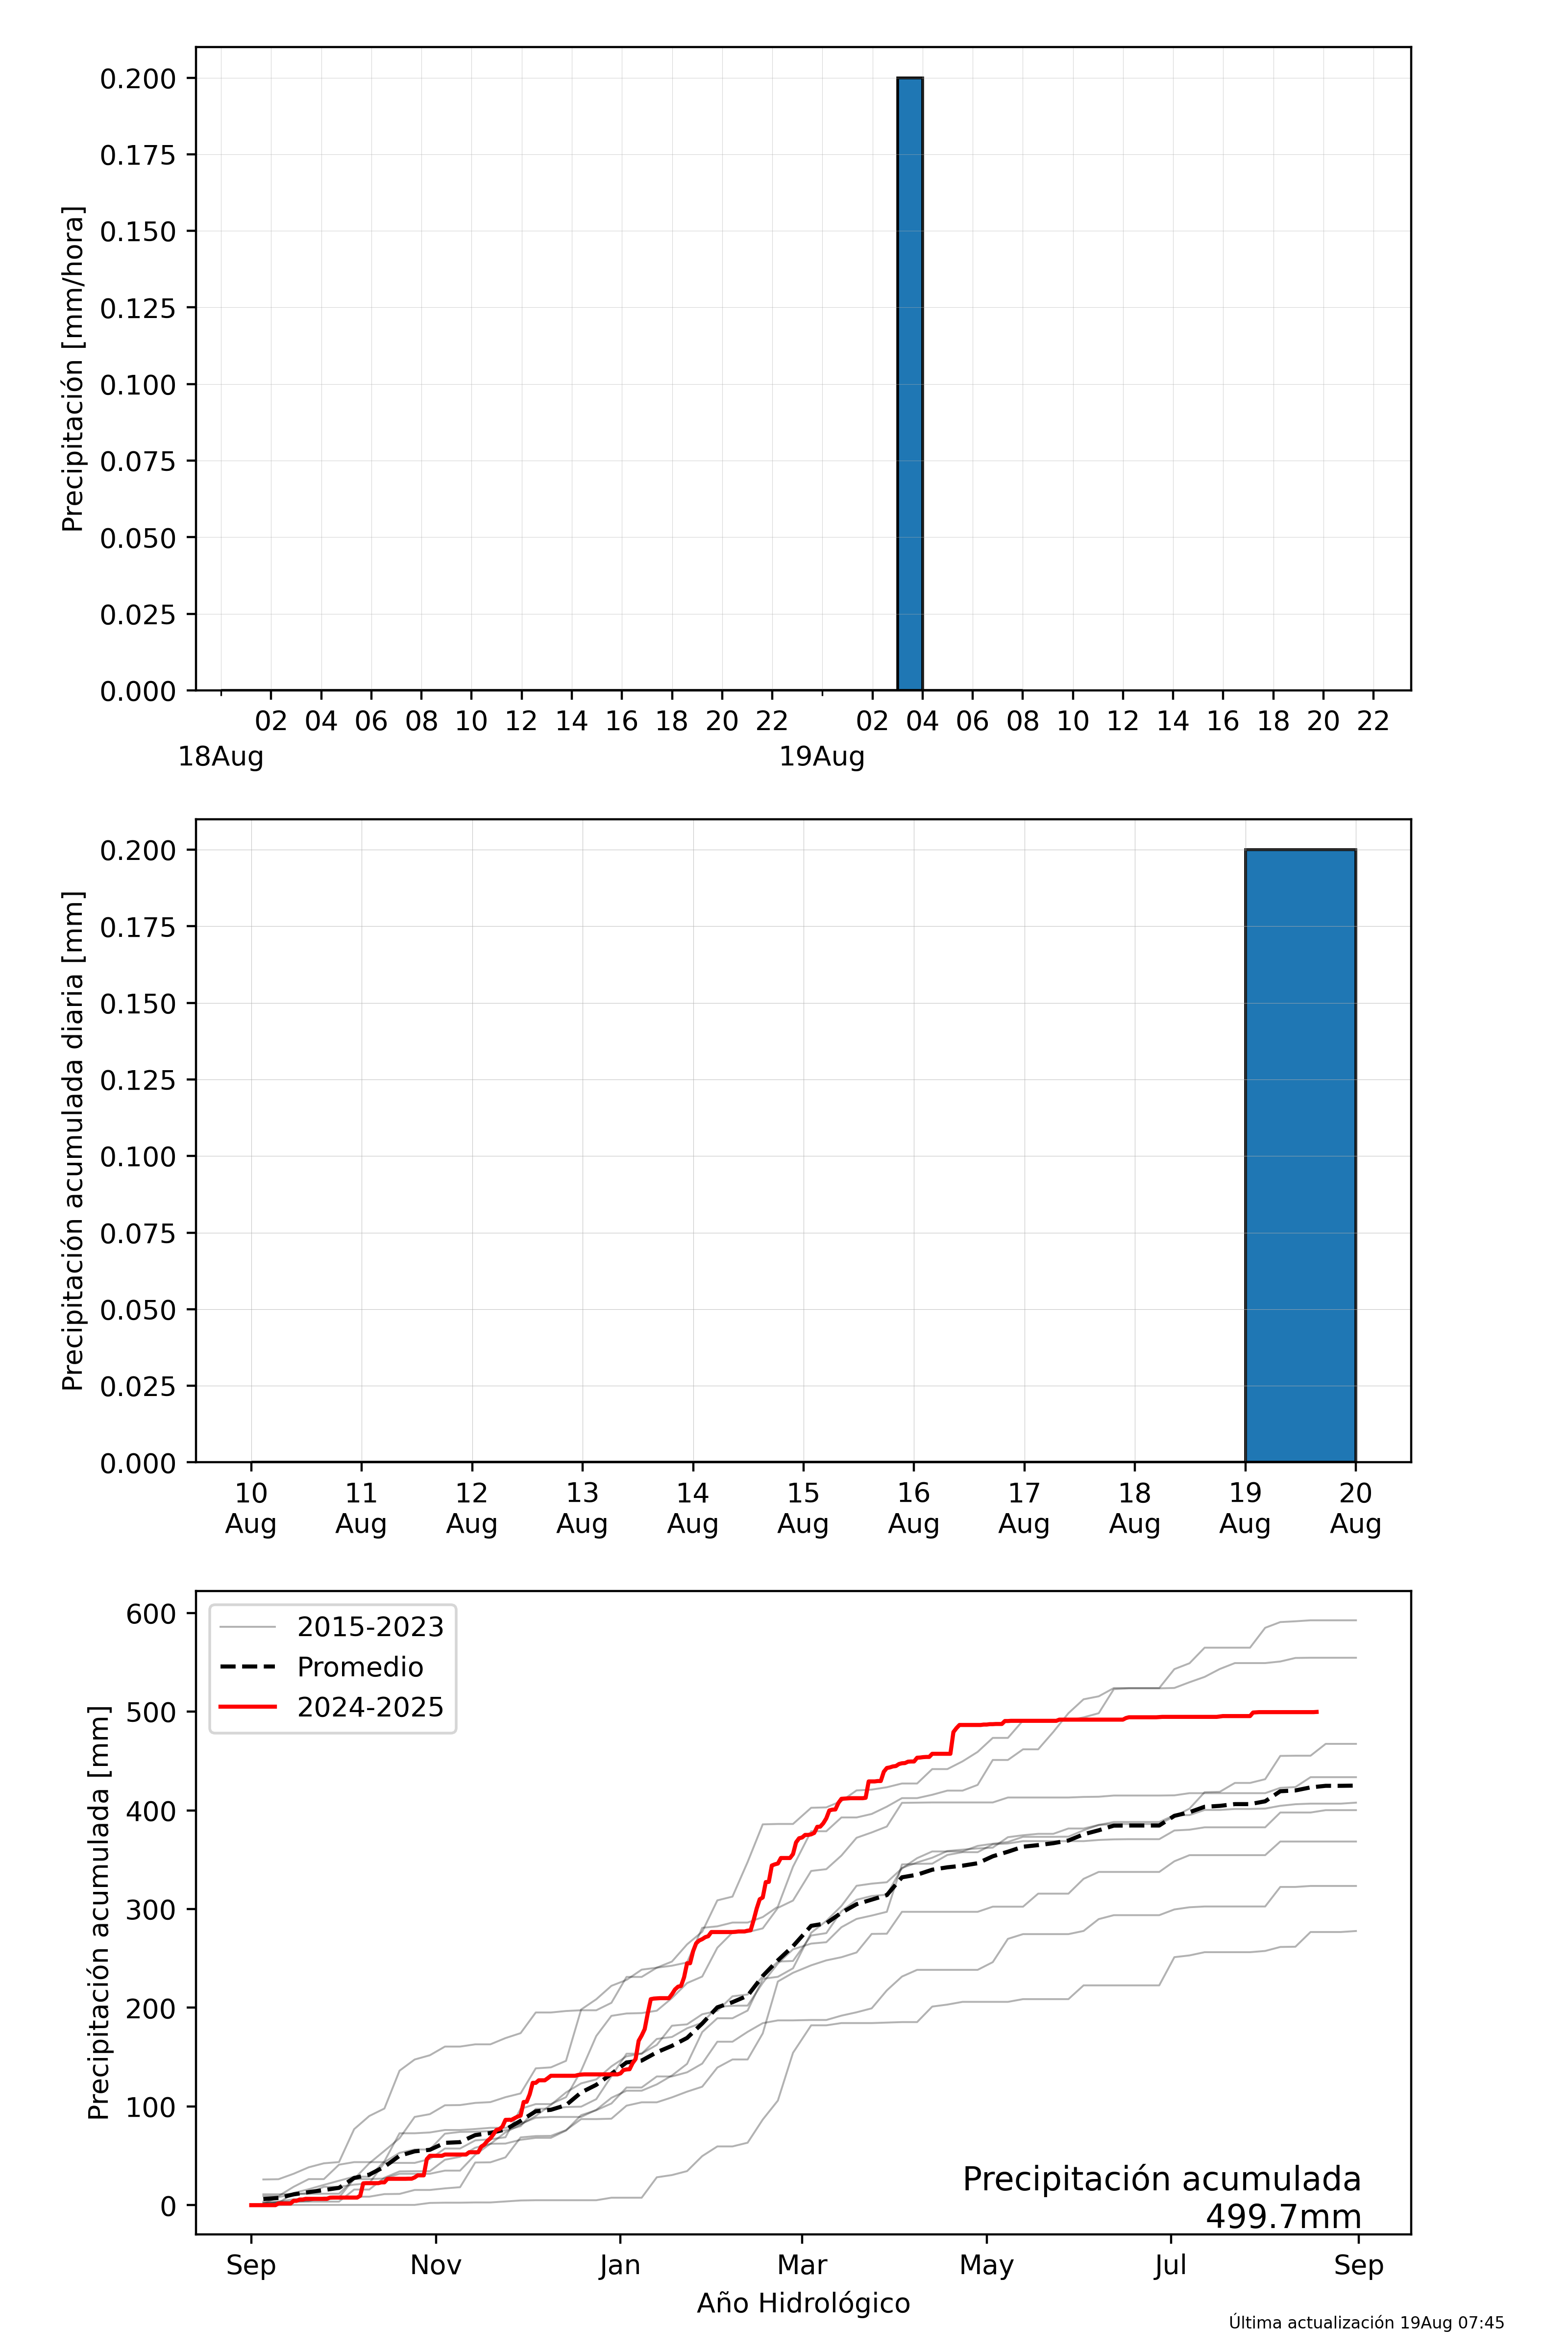 0.200
0.175
0.150
0.125
0.100
0.075
0.050
0.025
0.000
Precipitación [mm/hora]
02 04 06 08 10 12 14 16 18 20 22 02 04 06 08 10 12 14 16 18 20 22
18Aug 19Aug
0.200
0.175
0.150
0.125
0.100
0.075
0.050
0.025
0.000
Precipitación acumulada diaria [mm]
10 11 12 13 14 15 16 17 18 19 20
Aug Aug Aug Aug Aug Aug Aug Aug Aug Aug Aug
600
500
400
300
200
100
0
Precipitación acumulada [mm]
2015-2023
Promedio
2024-2025
Precipitación acumulada
499.7mm
Sep Nov Jan Mar May Jul Sep
Año Hidrológico
Última actualización 19Aug 07:45